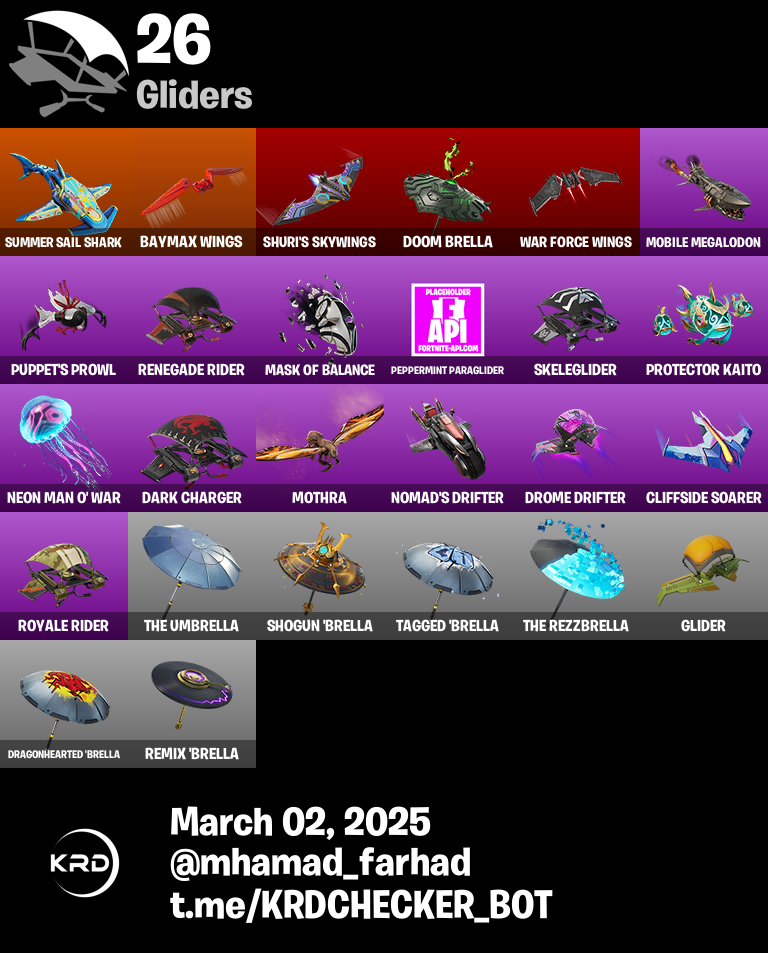 26
Gliders
SUMMER SAIL SHARK
BAYMAX WINGS
SHURI'S SKYWINGS
DOOM BRELLA
WAR FORCE WINGS
MOBILE MEGALODON
PUPPET'S PROWL
RENEGADE RIDER
MASK OF BALANCE
PLACEHOLDER
F
API
FORTNITE-API.COM
PEPPERMINT PARAGLIDER
SKELEGLIDER
PROTECTOR KAITO
NEON MAN O' WAR
DARK CHARGER
MOTHRA
NOMAD'S DRIFTER
DROME DRIFTER
CLIFFSIDE SOARER
ROYALE RIDER
THE UMBRELLA
SHOGUN 'BRELLA
TAGGED 'BRELLA
THE REZZBRELLA
GLIDER
DRAGONHEARTED 'BRELLA
REMIX 'BRELLA
KRD
March 02, 2025
@mhamad_farhad
t.me/KRDCHECKER_BOT